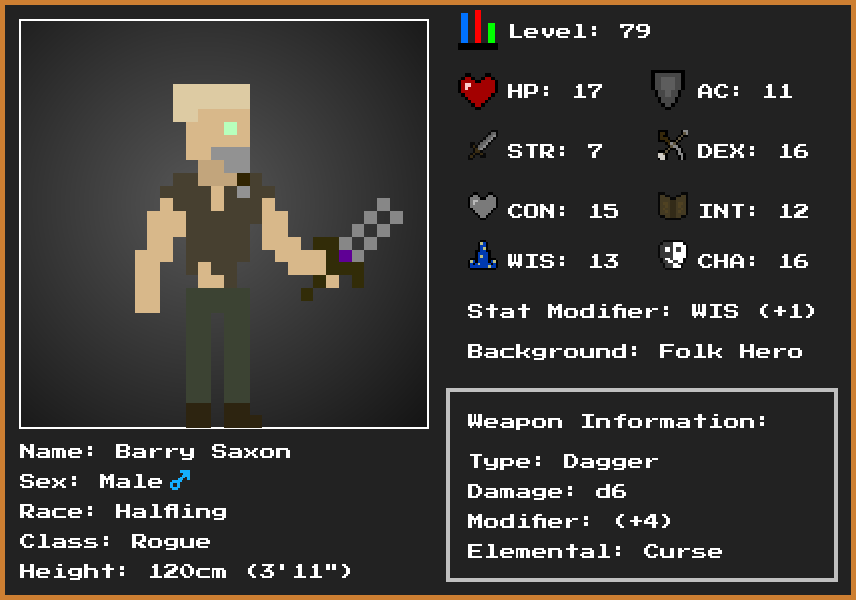 Level: 79
HP: 17
AC: 11
STR: 7
DEX: 16
CON: 15
INT: 12
WIS: 13
CHA: 16
Stat Modifier: WIS (+1)
Background: Folk Hero
Weapon Information:
Type: Dagger
Damage: d6
Modifier: (+4)
Elemental: Curse
Name: Barry Saxon
Sex: Male ♂
Race: Halfling
Class: Rogue
Height: 120cm (3'11")